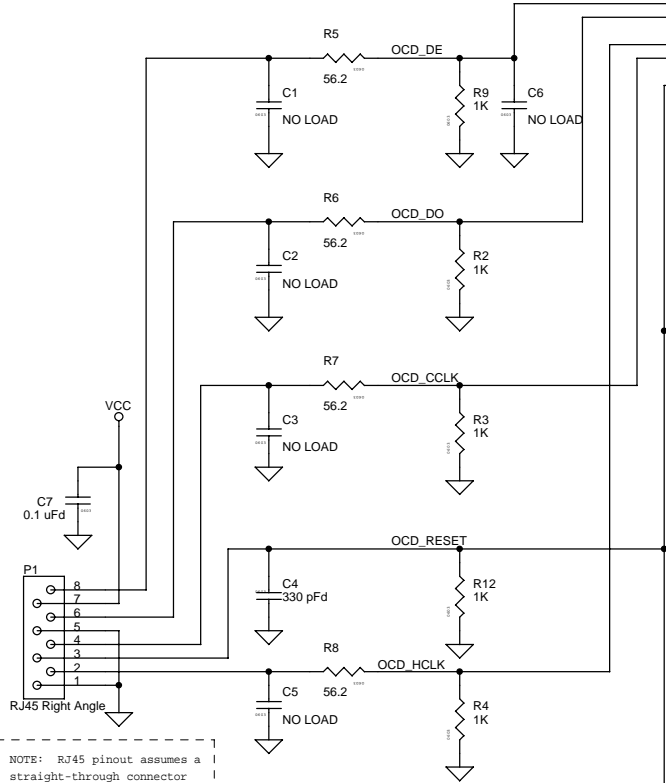 R5
OCD_DE
56.2
C1
NO LOAD
R9
1K
C6
NO LOAD
R6
OCD_DO
56.2
C2
NO LOAD
R2
1K
R7
OCD_CCLK
56.2
C3
NO LOAD
R3
1K
VCC
C7
0.1 uFd
OCD_RESET
C4
330 pFd
R12
1K
P1
8
7
6
5
4
3
2
1
RJ45 Right Angle
R8
OCD_HCLK
56.2
C5
NO LOAD
R4
1K
NOTE: RJ45 pinout assumes a
straight-through connector